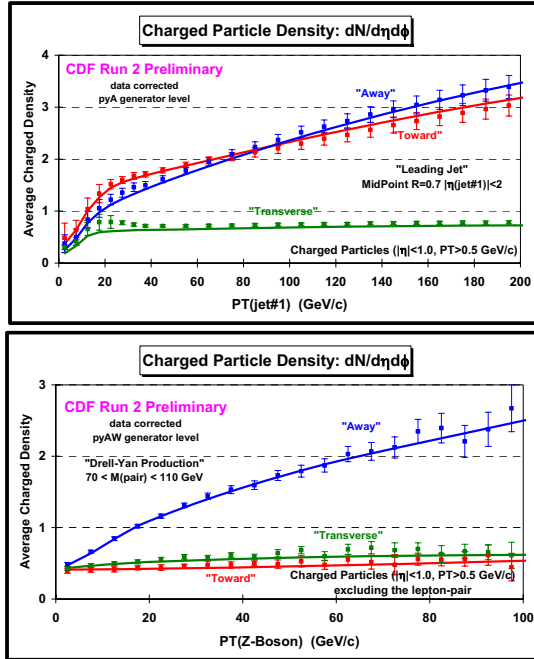 Charged Particle Density: dN/dηdϕ
CDF Run 2 Preliminary
data corrected
pyA generator level
"Away"
"Toward"
"Leading Jet"
MidPoint R=0.7 |η(jet#1)|<2
"Transverse"
Charged Particles (|η|<1.0, PT>0.5 GeV/c)
Average Charged Density
0
1
2
3
4
0 20 40 60 80 100 120 140 160 180 200
PT(jet#1) (GeV/c)
Charged Particle Density: dN/dηdϕ
CDF Run 2 Preliminary
data corrected
pyAW generator level
"Away"
"Drell-Yan Production"
70 < M(pair) < 110 GeV
"Transverse"
"Toward"
Charged Particles (|η|<1.0, PT>0.5 GeV/c)
excluding the lepton-pair
Average Charged Density
0
1
2
3
0 20 40 60 80 100
PT(Z-Boson) (GeV/c)